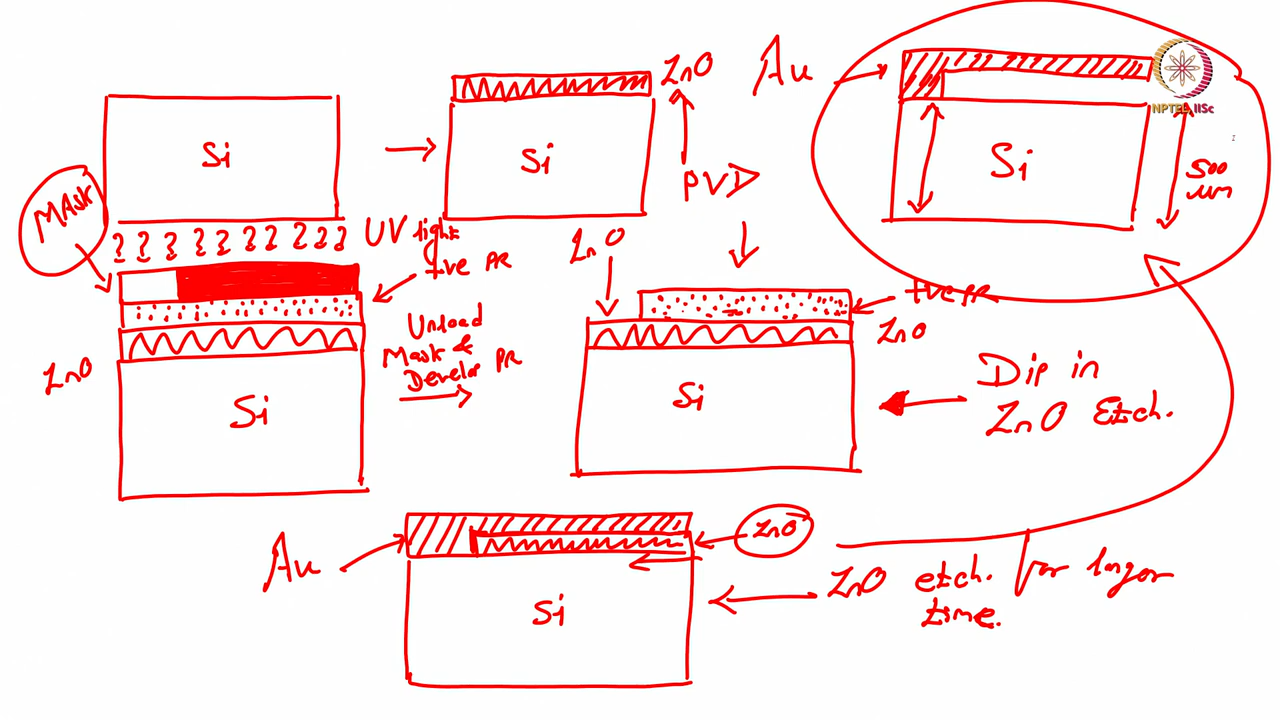 Si
ZnO
Si
PVD
Au
NPTEL IISc
Si
500
um
MASK
UV light
+ve PR
ZnO
Si
Unload
Mask &
Develop PR
ZnO
+ve PR
ZnO
Si
Dip in
ZnO Etch.
Au
ZnO
Si
ZnO etch. for longer
time.